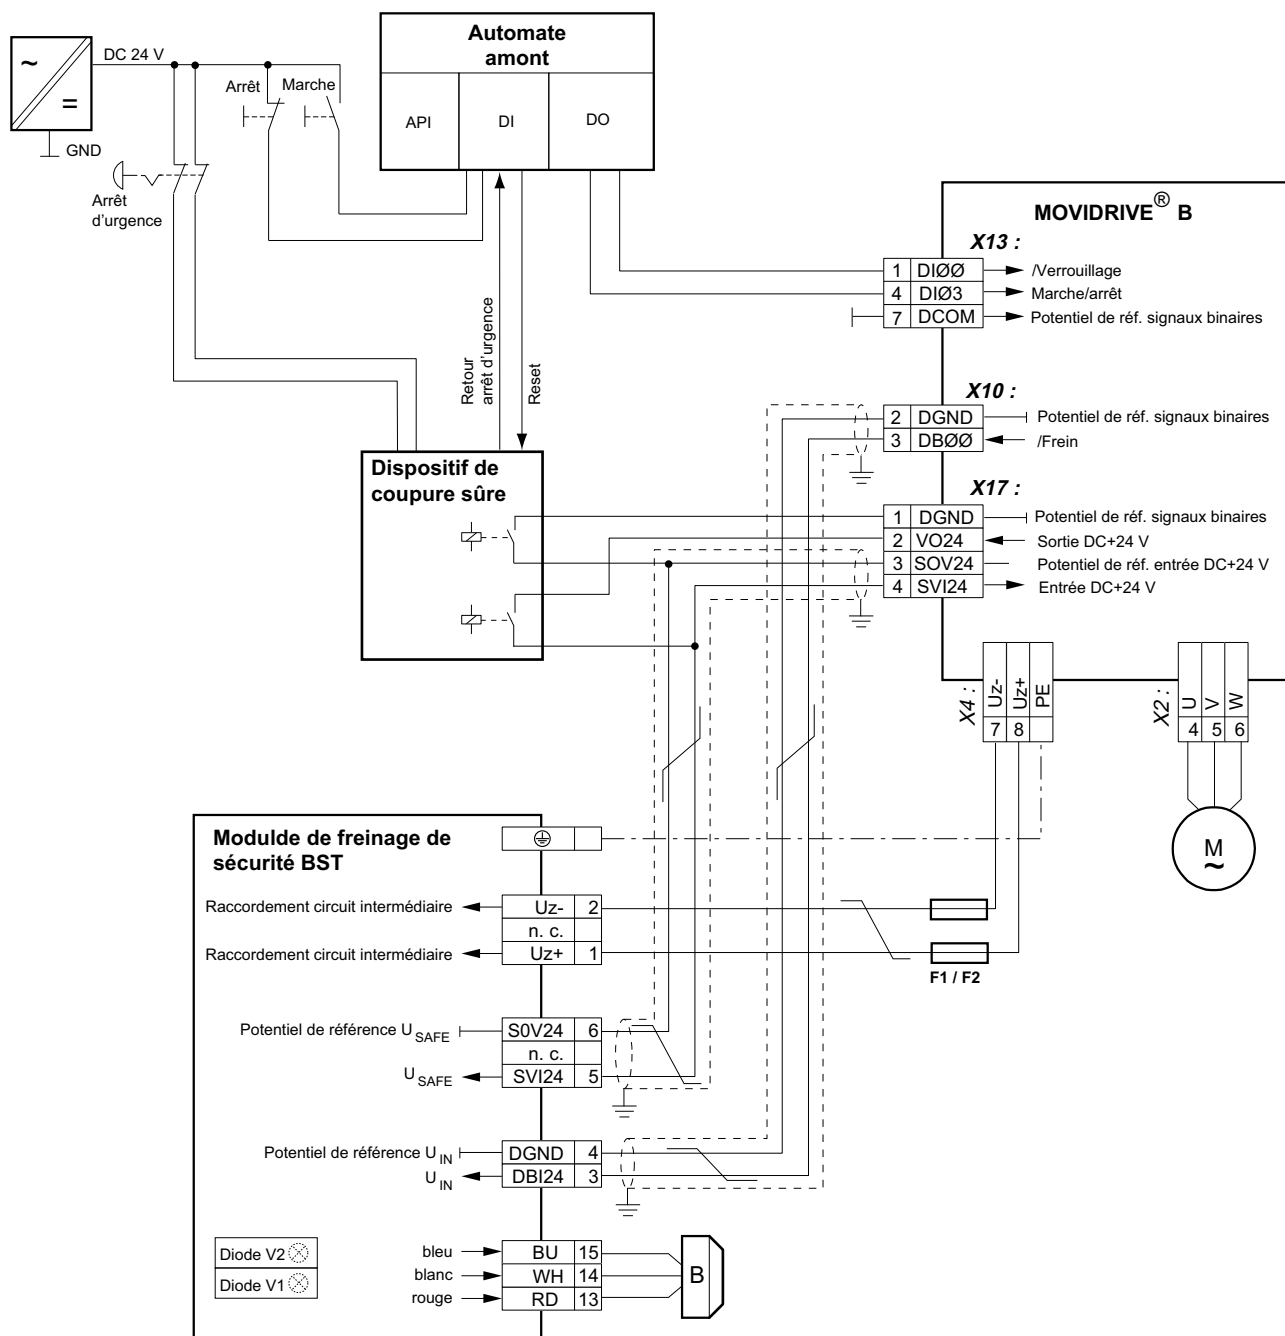 DC 24 V
~
=
GND
Arrêt
Marche
Arrêt
d'urgence
Automate
amont
API
DI
DO
Retour
arrêt d'urgence
Reset
MOVIDRIVE® B
X13 :
1 DIØØ /Verrouillage
4 DIØ3 Marche/arrêt
7 DCOM Potentiel de réf. signaux binaires
X10 :
2 DGND Potentiel de réf. signaux binaires
3 DBØØ /Frein
X17 :
1 DGND Potentiel de réf. signaux binaires
2 VO24 Sortie DC+24 V
3 SOV24 Potentiel de réf. entrée DC+24 V
4 SVI24 Entrée DC+24 V
Dispositif de
coupure sûre
X4 :
Uz- Uz+ PE
7 8
X2 :
U V W
4 5 6
M
~
Modulde de freinage de
sécurité BST
Raccordement circuit intermédiaire Uz- 2
n. c.
Raccordement circuit intermédiaire Uz+ 1
F1 / F2
Potentiel de référence U SAFE S0V24 6
n. c.
U SAFE SVI24 5
Potentiel de référence U IN DGND 4
U IN DBI24 3
Diode V2
Diode V1
bleu BU 15
blanc WH 14
rouge RD 13
B